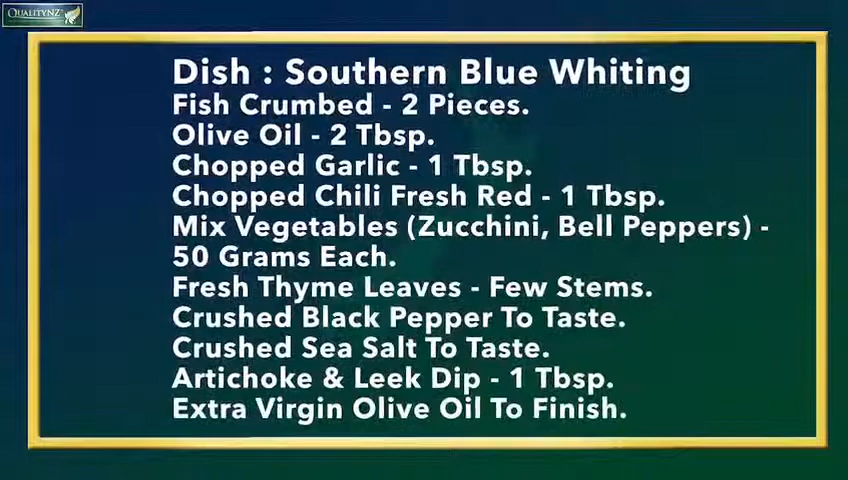 QUALITYNZ
Dish : Southern Blue Whiting
Fish Crumbed - 2 Pieces.
Olive Oil - 2 Tbsp.
Chopped Garlic - 1 Tbsp.
Chopped Chili Fresh Red - 1 Tbsp.
Mix Vegetables (Zucchini, Bell Peppers) -
50 Grams Each.
Fresh Thyme Leaves - Few Stems.
Crushed Black Pepper To Taste.
Crushed Sea Salt To Taste.
Artichoke & Leek Dip - 1 Tbsp.
Extra Virgin Olive Oil To Finish.